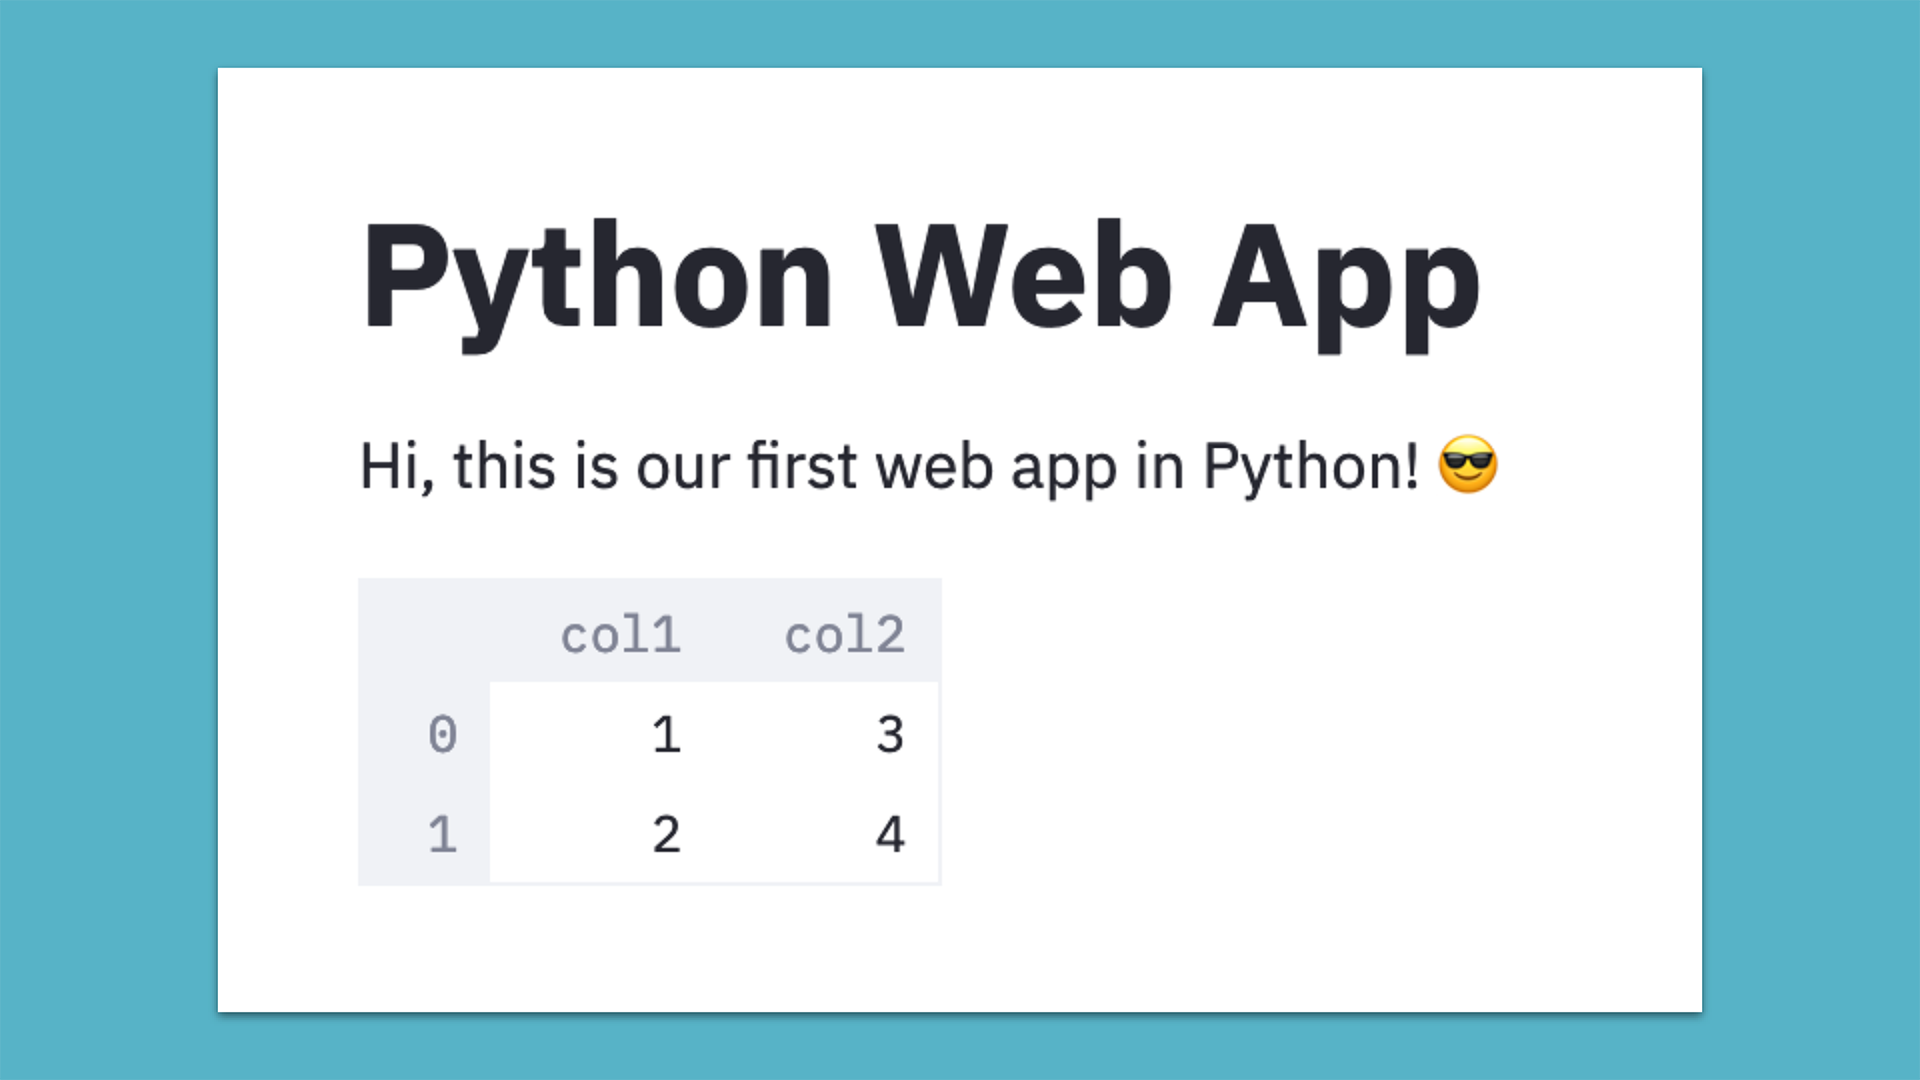 Python Web App
Hi, this is our first web app in Python! 😎
col1 col2
0 1 3
1 2 4